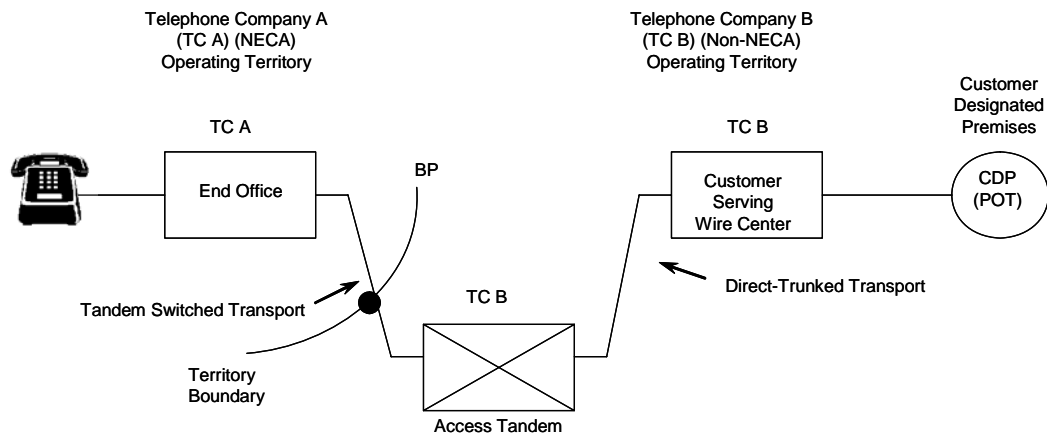 Telephone Company A
(TC A) (NECA)
Operating Territory
Telephone Company B
(TC B) (Non-NECA)
Operating Territory
Customer
Designated
Premises
TC A
TC B
End Office
BP
Customer
Serving
Wire Center
CDP
(POT)
Tandem Switched Transport
TC B
Direct-Trunked Transport
Territory
Boundary
Access Tandem